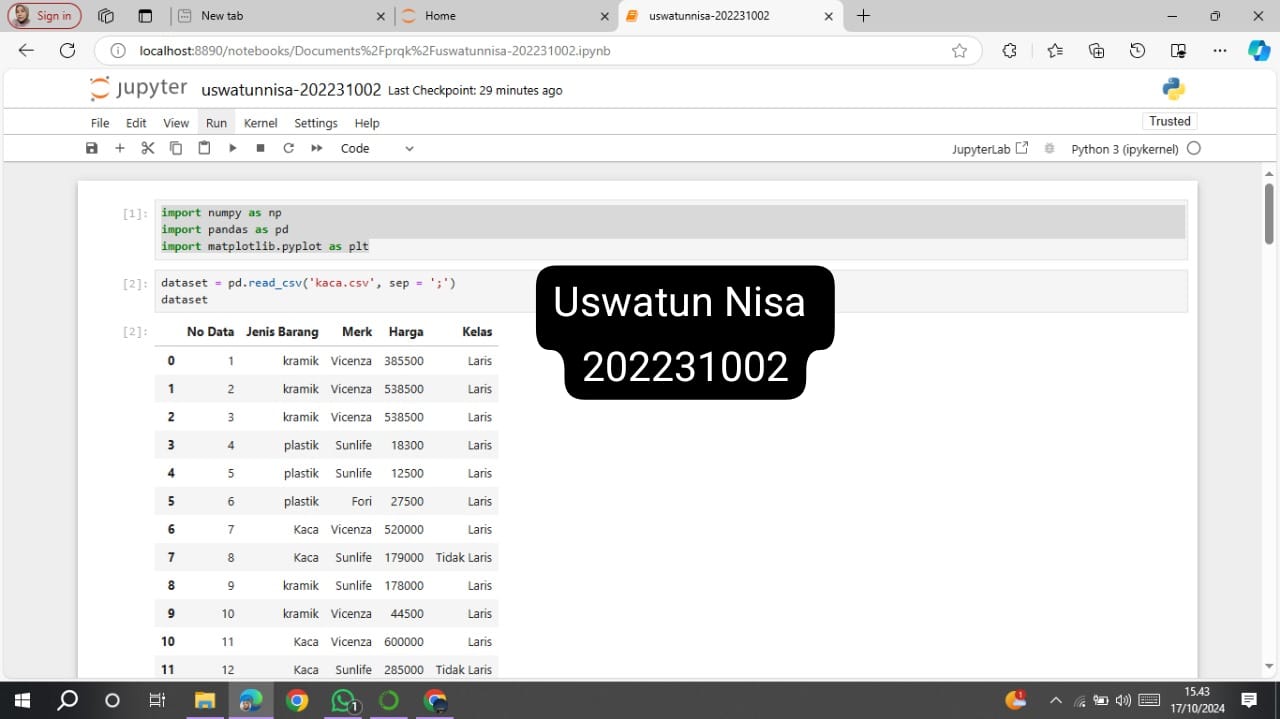 Sign in
New tab
Home
uswatunnisa-202231002
localhost:8890/notebooks/Documents%2Fprqk%2Fuswatunnisa-202231002.ipynb
jupyter uswatunnisa-202231002 Last Checkpoint: 29 minutes ago
File Edit View Run Kernel Settings Help
Trusted
Code
JupyterLab
Python 3 (ipykernel)
[1]: import numpy as np
import pandas as pd
import matplotlib.pyplot as plt
[2]: dataset = pd.read_csv('kaca.csv', sep = ';')
dataset
Uswatun Nisa
202231002
[2]: No Data Jenis Barang Merk Harga Kelas
0 1 kramik Vicenza 385500 Laris
1 2 kramik Vicenza 538500 Laris
2 3 kramik Vicenza 538500 Laris
3 4 plastik Sunlife 18300 Laris
4 5 plastik Sunlife 12500 Laris
5 6 plastik Fori 27500 Laris
6 7 Kaca Vicenza 520000 Laris
7 8 Kaca Sunlife 179000 Tidak Laris
8 9 kramik Sunlife 178000 Laris
9 10 kramik Vicenza 44500 Laris
10 11 Kaca Vicenza 600000 Laris
11 12 Kaca Sunlife 285000 Tidak Laris
1
1
15.43
17/10/2024